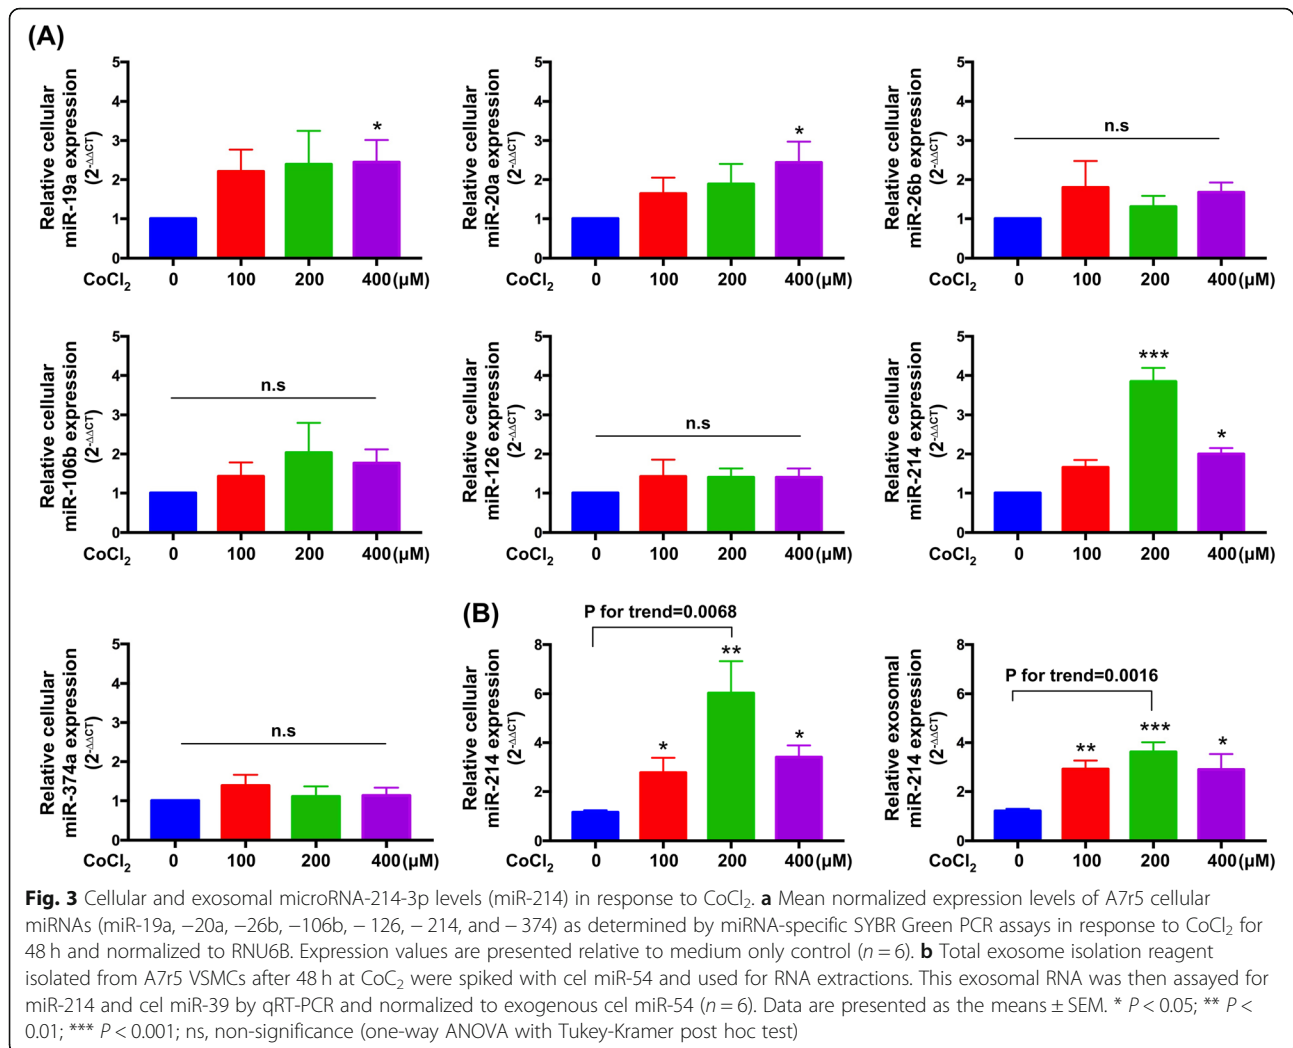 (A)
Relative cellular
miR-19a expression
(2-ΔΔCT)
5
4
3
2
1
0
*
CoCl2 0 100 200 400(μM)
Relative cellular
miR-20a expression
(2-ΔΔCT)
5
4
3
2
1
0
*
CoCl2 0 100 200 400(μM)
Relative cellular
miR-26b expression
(2-ΔΔCT)
5
4
3
2
1
0
n.s
CoCl2 0 100 200 400(μM)
Relative cellular
miR-106b expression
(2-ΔΔCT)
5
4
3
2
1
0
n.s
CoCl2 0 100 200 400(μM)
Relative cellular
miR-126 expression
(2-ΔΔCT)
5
4
3
2
1
0
n.s
CoCl2 0 100 200 400(μM)
Relative cellular
miR-214 expression
(2-ΔΔCT)
5
4
3
2
1
0
***
*
CoCl2 0 100 200 400(μM)
Relative cellular
miR-374a expression
(2-ΔΔCT)
5
4
3
2
1
0
n.s
CoCl2 0 100 200 400(μM)
(B)
P for trend=0.0068
Relative cellular
miR-214 expression
(2-ΔΔCT)
8
6
4
2
0
*
**
*
CoCl2 0 100 200 400(μM)
P for trend=0.0016
Relative exosomal
miR-214 expression
(2-ΔΔCT)
8
6
4
2
0
**
***
*
CoCl2 0 100 200 400(μM)
Fig. 3 Cellular and exosomal microRNA-214-3p levels (miR-214) in response to CoCl2. a Mean normalized expression levels of A7r5 cellular
miRNAs (miR-19a, −20a, −26b, −106b, − 126, − 214, and − 374) as determined by miRNA-specific SYBR Green PCR assays in response to CoCl2 for
48 h and normalized to RNU6B. Expression values are presented relative to medium only control (n = 6). b Total exosome isolation reagent
isolated from A7r5 VSMCs after 48 h at CoC2 were spiked with cel miR-54 and used for RNA extractions. This exosomal RNA was then assayed for
miR-214 and cel miR-39 by qRT-PCR and normalized to exogenous cel miR-54 (n = 6). Data are presented as the means ± SEM. * P < 0.05; ** P <
0.01; *** P < 0.001; ns, non-significance (one-way ANOVA with Tukey-Kramer post hoc test)